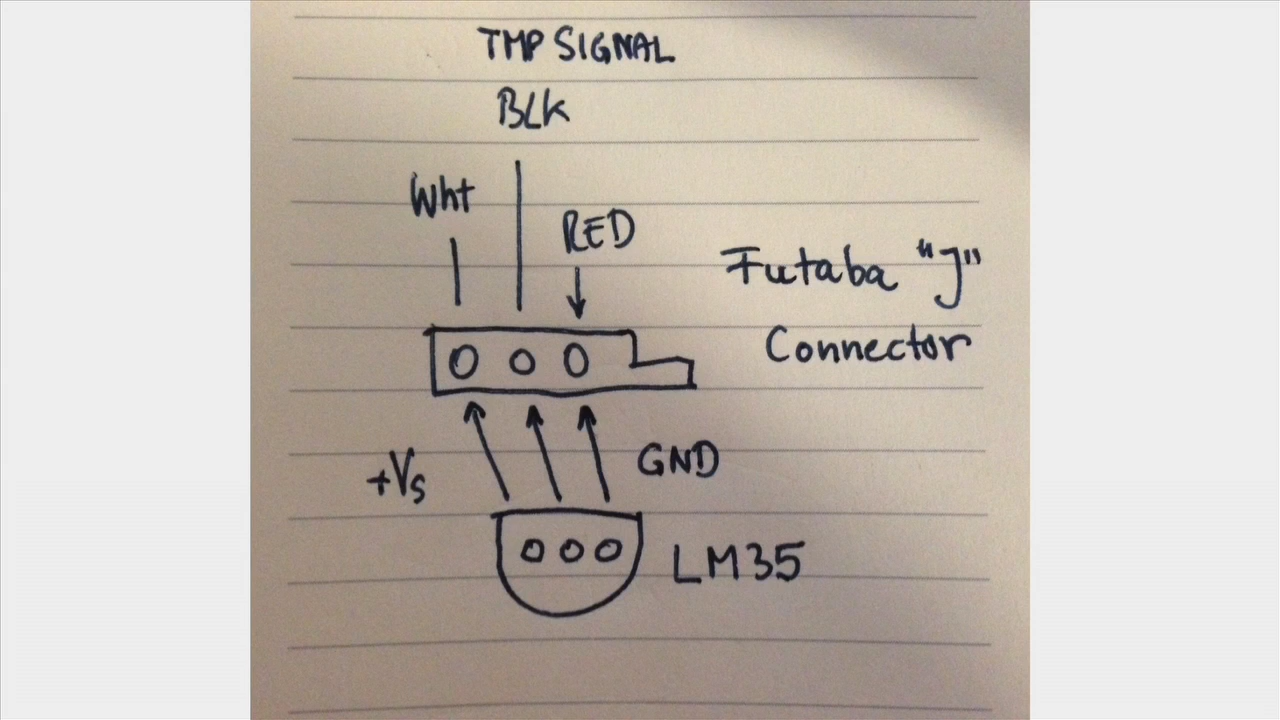 TMP SIGNAL
BLK
Wht
RED
Futaba "J"
Connector
+Vs
GND
LM35